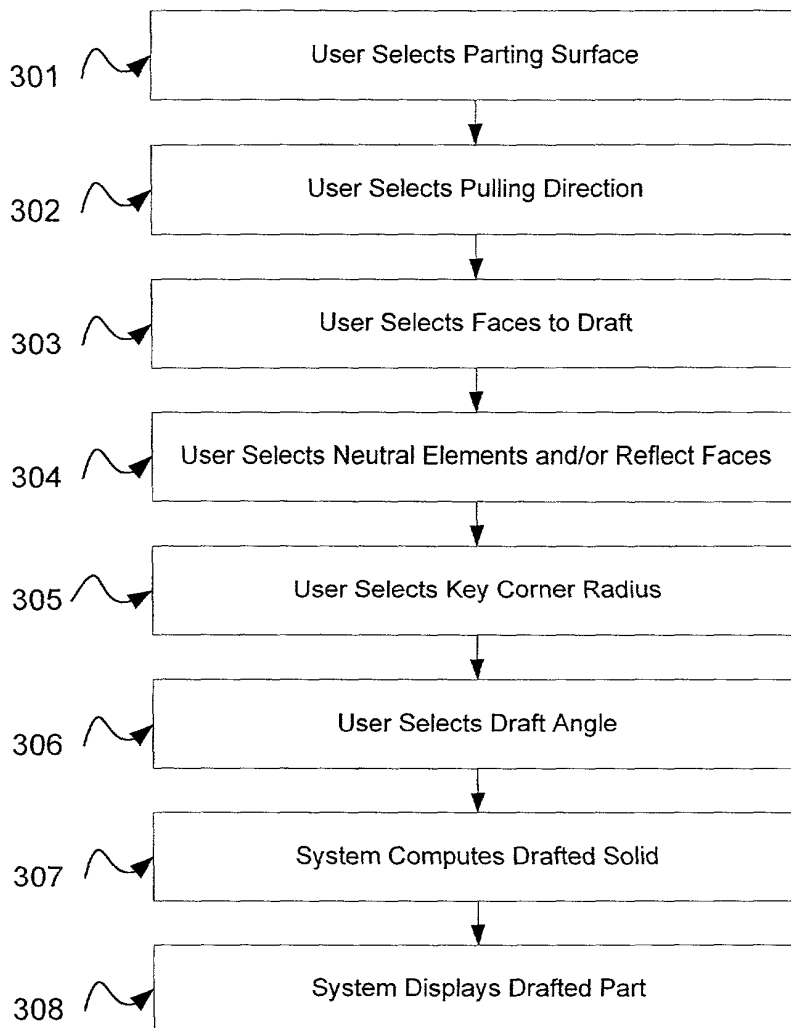 301 User Selects Parting Surface
302 User Selects Pulling Direction
303 User Selects Faces to Draft
304 User Selects Neutral Elements and/or Reflect Faces
305 User Selects Key Corner Radius
306 User Selects Draft Angle
307 System Computes Drafted Solid
308 System Displays Drafted Part